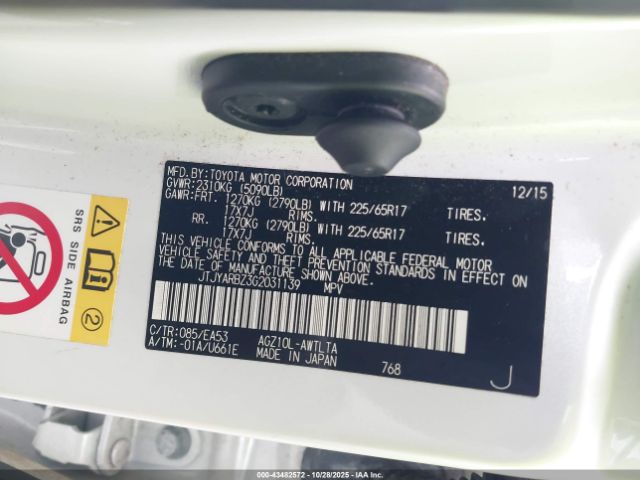 MFD.BY:TOYOTA MOTOR CORPORATION 12/15
GVWR:2310KG (5090LB)
GAWR:FRT. 1270KG (2790LB) WITH 225/65R17 TIRES.
17X7J RIMS.
RR. 1270KG (2790LB) WITH 225/65R17 TIRES.
17X7J RIMS.
THIS VEHICLE CONFORMS TO ALL APPLICABLE FEDERAL MOTOR
VEHICLE SAFETY AND THEFT PREVENTION STANDARDS IN EFFECT ON
THE DATE OF MANUFACTURE SHOWN ABOVE.
JTJYARBZ3G2031139 MPV
C/TR:085/EA53 AGZ10L-AWTLTA
A/TM:-01A/U661E MADE IN JAPAN 768 J
SRS SIDE AIRBAG
2
000-43482572 | 10/28/2025 | IAAI.COM